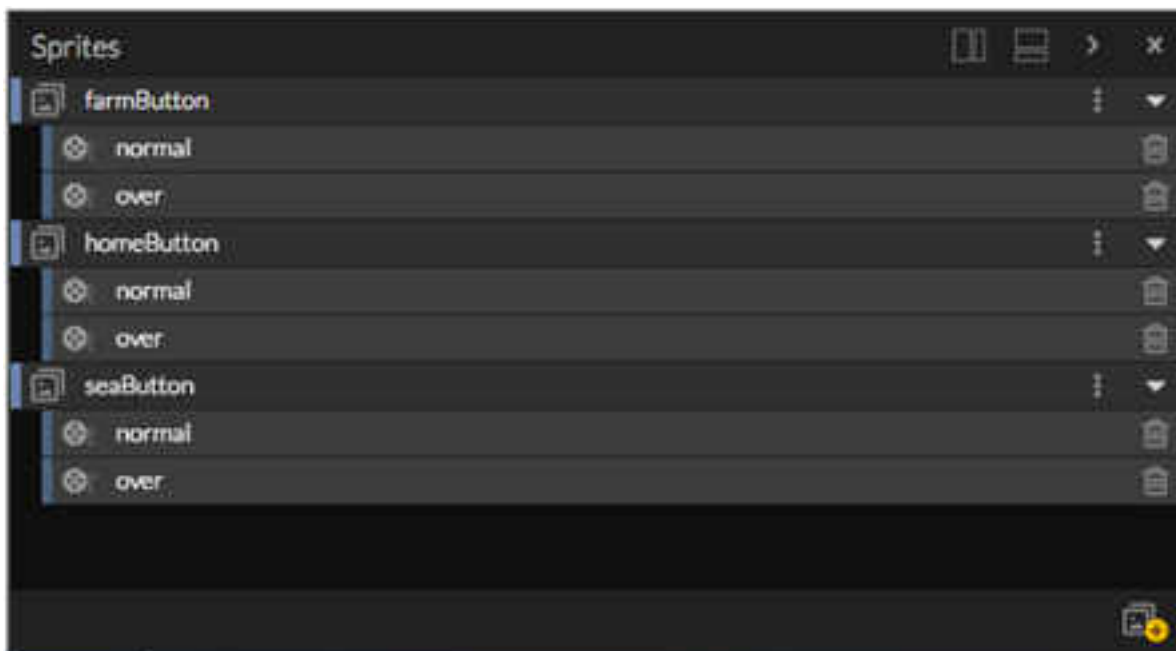 Sprites
farmButton
normal
over
homeButton
normal
over
seaButton
normal
over